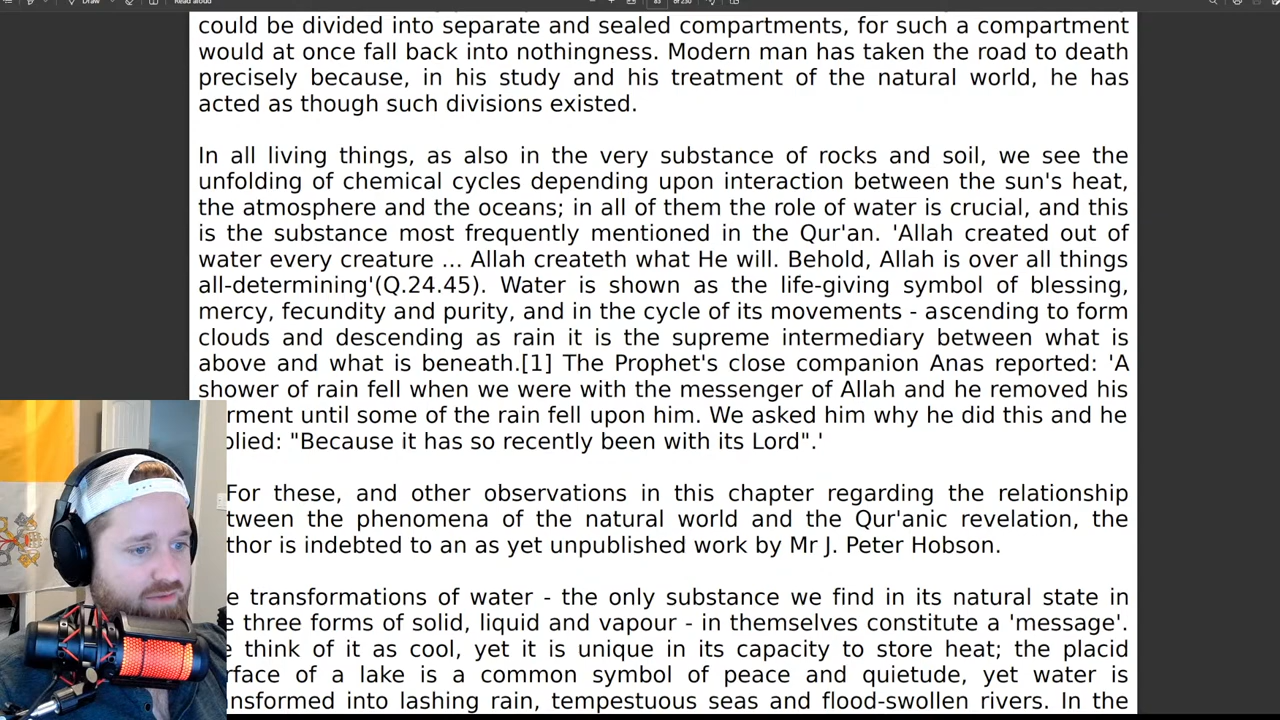 Draw
Read aloud
83
of 230
could be divided into separate and sealed compartments, for such a compartment
would at once fall back into nothingness. Modern man has taken the road to death
precisely because, in his study and his treatment of the natural world, he has
acted as though such divisions existed.
In all living things, as also in the very substance of rocks and soil, we see the
unfolding of chemical cycles depending upon interaction between the sun's heat,
the atmosphere and the oceans; in all of them the role of water is crucial, and this
is the substance most frequently mentioned in the Qur'an. 'Allah created out of
water every creature ... Allah createth what He will. Behold, Allah is over all things
all-determining'(Q.24.45). Water is shown as the life-giving symbol of blessing,
mercy, fecundity and purity, and in the cycle of its movements - ascending to form
clouds and descending as rain it is the supreme intermediary between what is
above and what is beneath.[1] The Prophet's close companion Anas reported: 'A
shower of rain fell when we were with the messenger of Allah and he removed his
rment until some of the rain fell upon him. We asked him why he did this and he
plied: "Because it has so recently been with its Lord".'
For these, and other observations in this chapter regarding the relationship
tween the phenomena of the natural world and the Qur'anic revelation, the
thor is indebted to an as yet unpublished work by Mr J. Peter Hobson.
e transformations of water - the only substance we find in its natural state in
e three forms of solid, liquid and vapour - in themselves constitute a 'message'.
e think of it as cool, yet it is unique in its capacity to store heat; the placid
rface of a lake is a common symbol of peace and quietude, yet water is
ansformed into lashing rain, tempestuous seas and flood-swollen rivers. In the